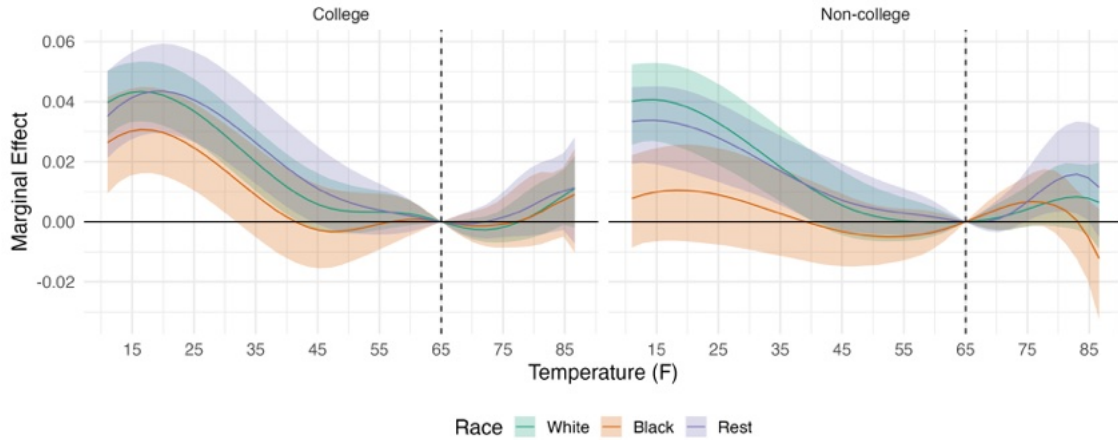 College Non-college
0.06
0.04
0.02
0.00
-0.02
Marginal Effect
15 25 35 45 55 65 75 85 15 25 35 45 55 65 75 85
Temperature (F)
Race White Black Rest